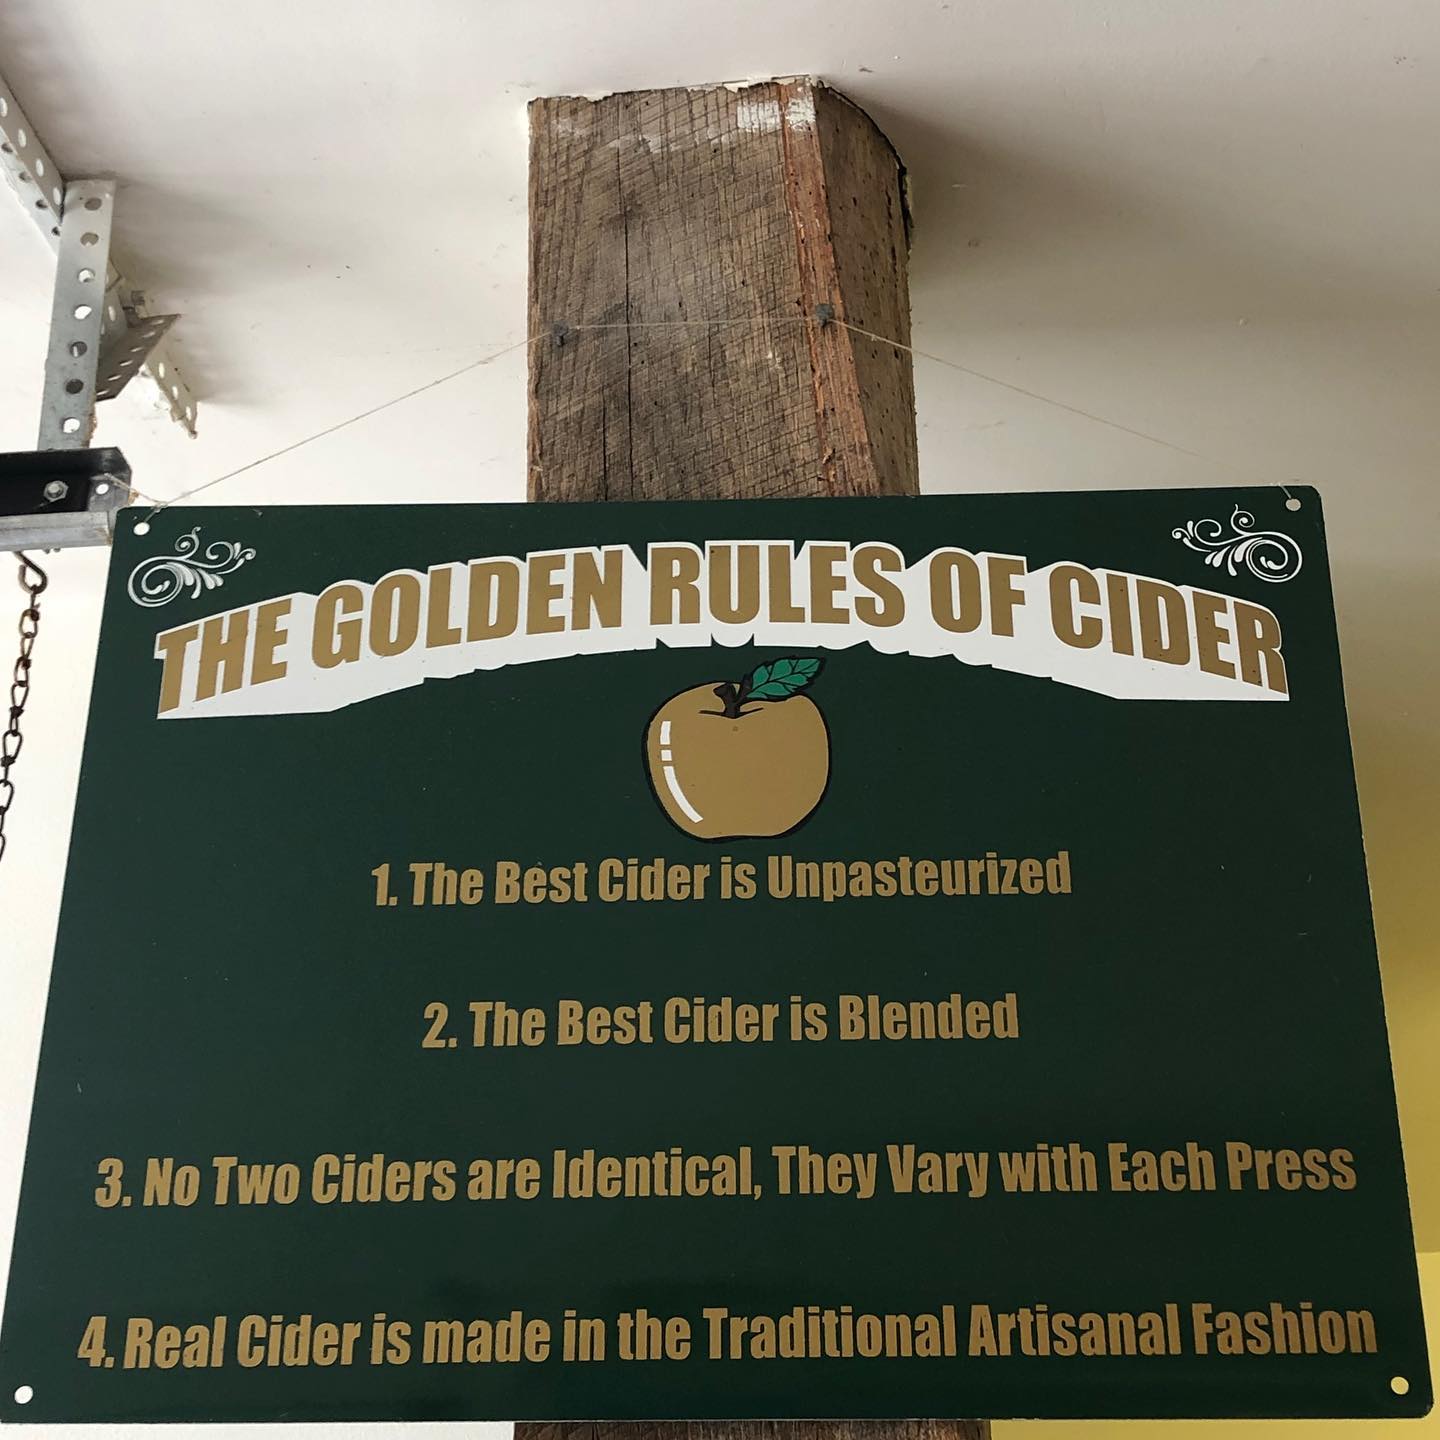 THE GOLDEN RULES OF CIDER
1. The Best Cider is Unpasteurized
2. The Best Cider is Blended
3. No Two Ciders are Identical, They Vary with Each Press
4. Real Cider is made in the Traditional Artisanal Fashion